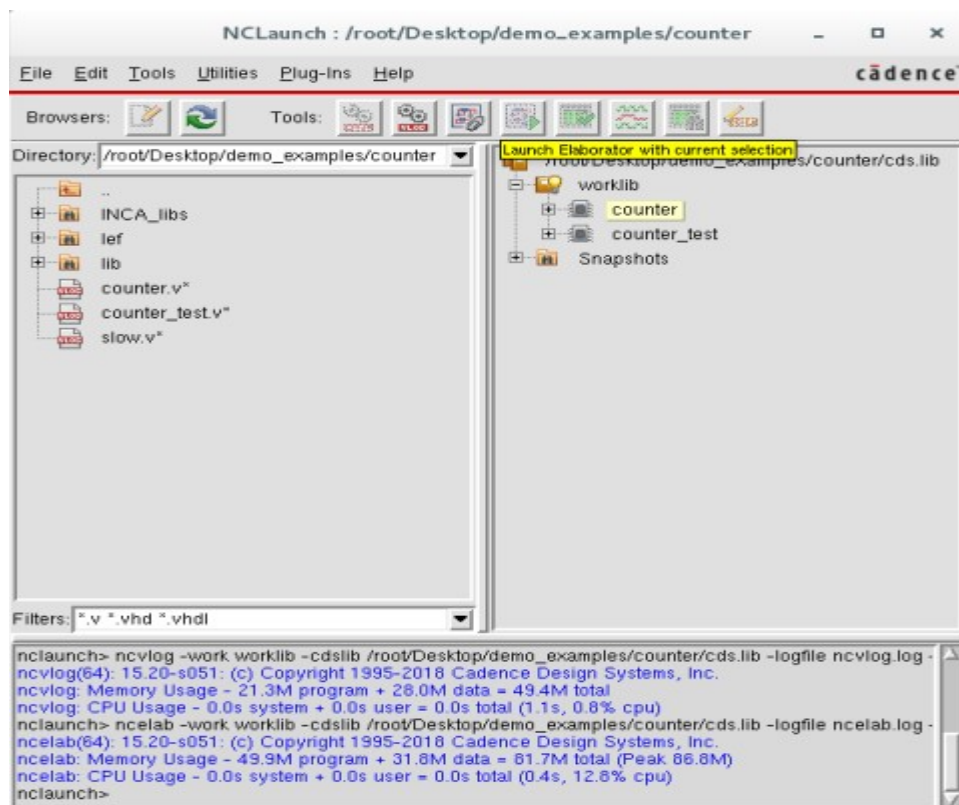 NCLaunch : /root/Desktop/demo_examples/counter
File Edit Tools Utilities Plug-Ins Help
cādence
Browsers: Tools:
Launch Elaborator with current selection
Directory: /root/Desktop/demo_examples/counter
/root/Desktop/demo_examples/counter/cds.lib
..
INCA_libs
lef
lib
counter.v*
counter_test.v*
slow.v*
worklib
counter
counter_test
Snapshots
Filters: *.v *.vhd *.vhdl
nclaunch> ncvlog -work worklib -cdslib /root/Desktop/demo_examples/counter/cds.lib -logfile ncvlog.log -
ncvlog(64): 15.20-s051: (c) Copyright 1995-2018 Cadence Design Systems, Inc.
ncvlog: Memory Usage - 21.3M program + 28.0M data = 49.4M total
ncvlog: CPU Usage - 0.0s system + 0.0s user = 0.0s total (1.1s, 0.8% cpu)
nclaunch> ncelab -work worklib -cdslib /root/Desktop/demo_examples/counter/cds.lib -logfile ncelab.log -
ncelab(64): 15.20-s051: (c) Copyright 1995-2018 Cadence Design Systems, Inc.
ncelab: Memory Usage - 49.9M program + 31.8M data = 81.7M total (Peak 86.8M)
ncelab: CPU Usage - 0.0s system + 0.0s user = 0.0s total (0.4s, 12.8% cpu)
nclaunch>